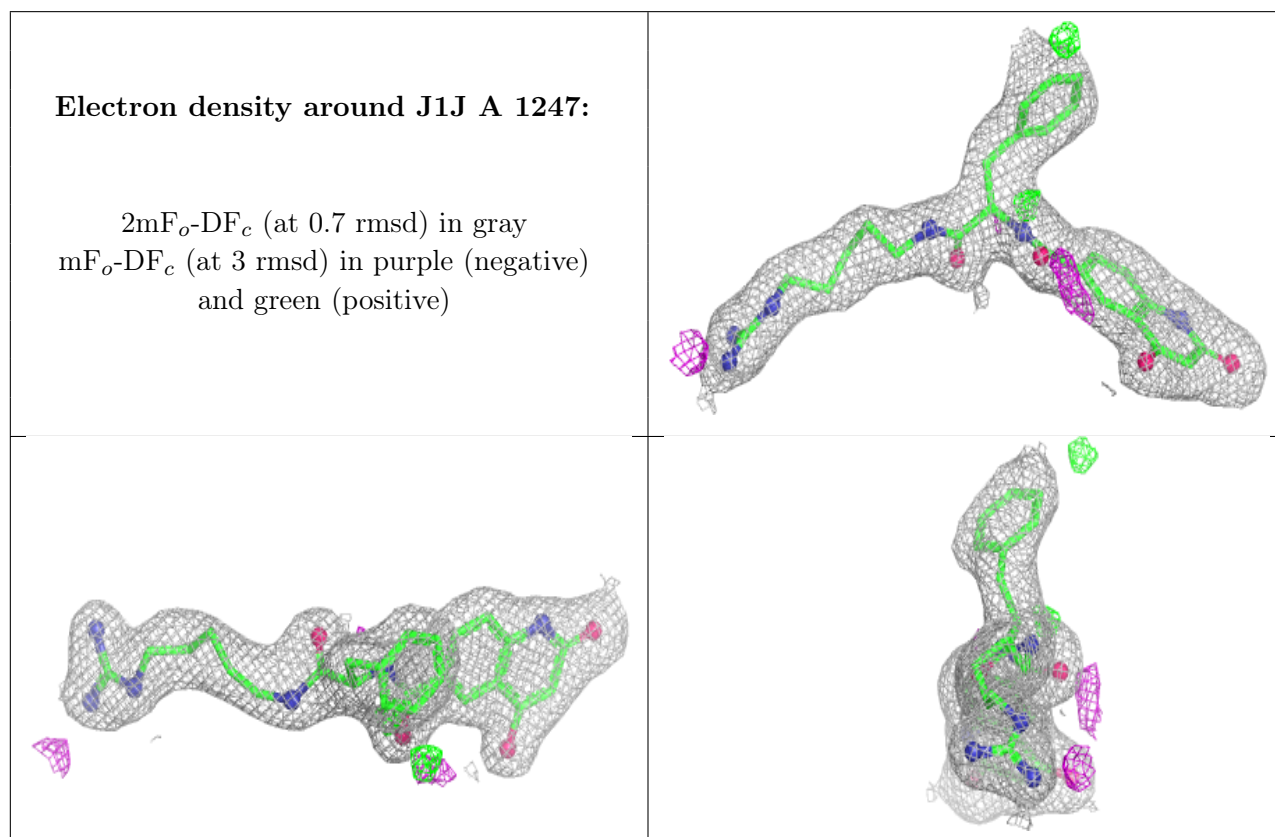 Electron density around J1J A 1247:
2mFo-DFc (at 0.7 rmsd) in gray
mFo-DFc (at 3 rmsd) in purple (negative)
and green (positive)